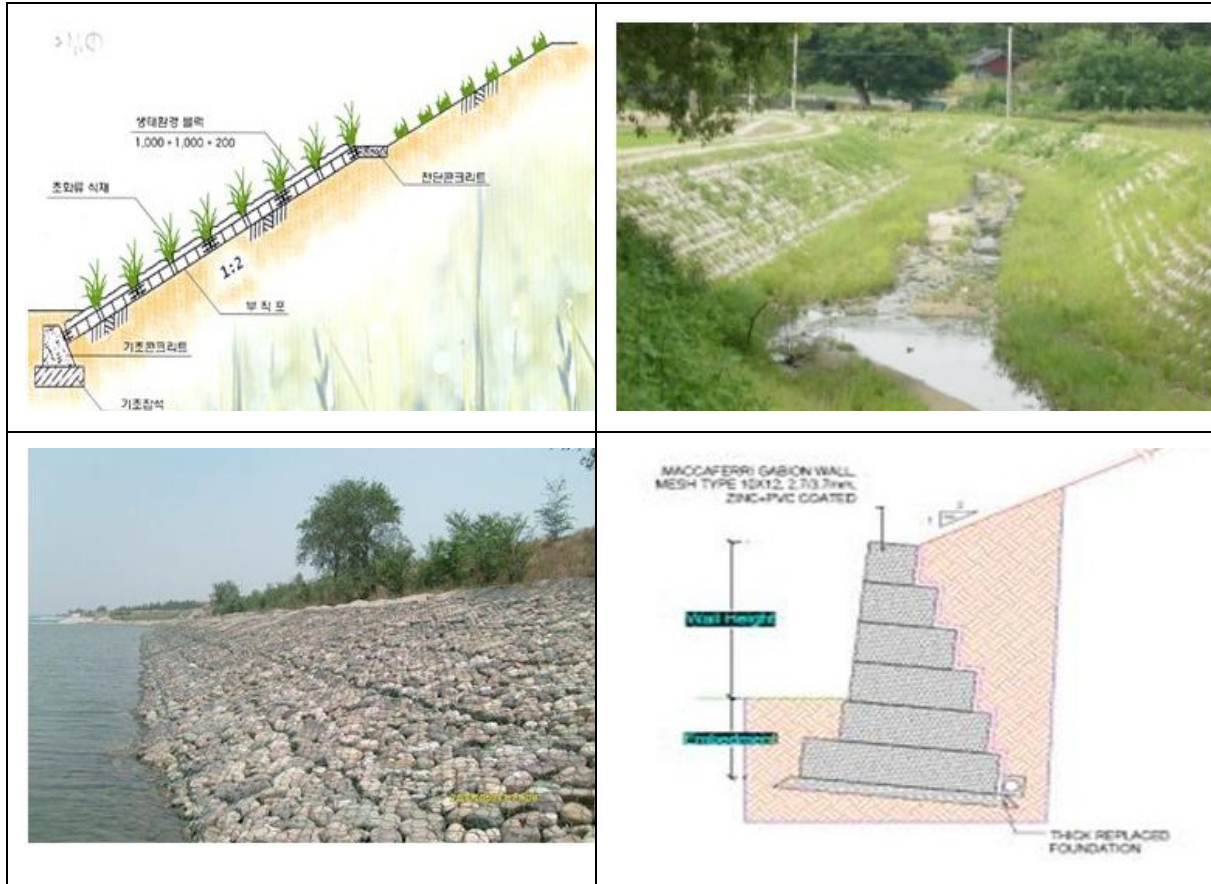 생태환경 블럭
1,000 * 1,000 * 200
초화류 식재
천단콘크리트
1:2
부 직 포
기초콘크리트
기초잡석
MACCAFERRI GABION WALL
MESH TYPE 10X12, 2.7/3.7mm,
ZINC+PVC COATED
2
1
Wall Height
Embedment
THICK REPLACED
FOUNDATION